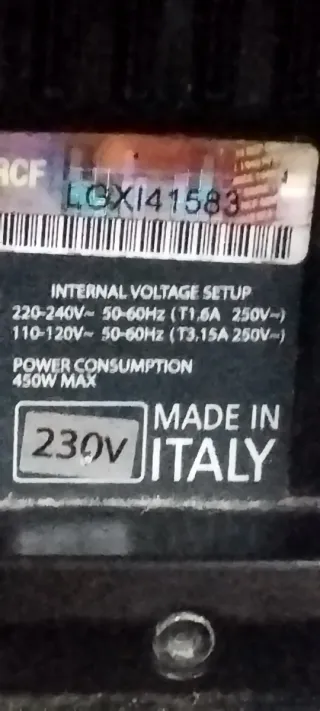 RCF
LGXI41583
INTERNAL VOLTAGE SETUP
220-240V~ 50-60Hz (T1,6A 250V~)
110-120V~ 50-60Hz (T3,15A 250V~)
POWER CONSUMPTION
450W MAX
230V
MADE IN
ITALY